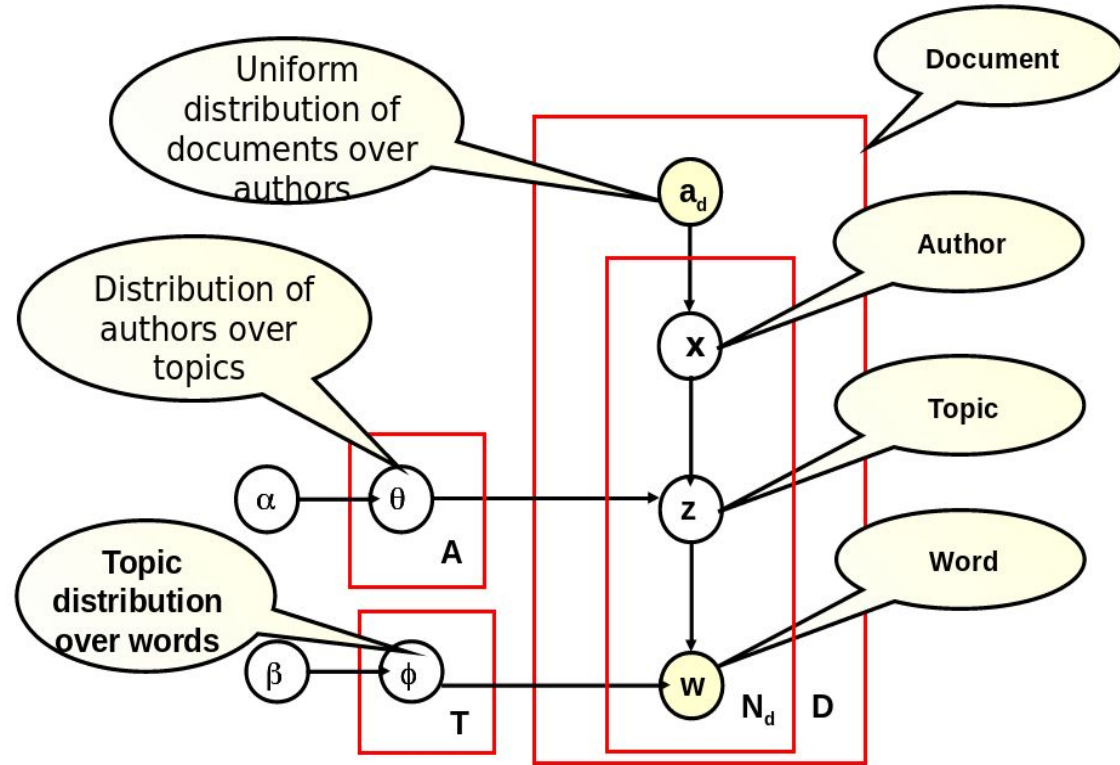 Uniform
distribution of
documents over
authors
Document
a_d
Author
Distribution of
authors over
topics
x
Topic
α
θ
z
A
Topic
distribution
over words
Word
β
ϕ
w
T
N_d
D